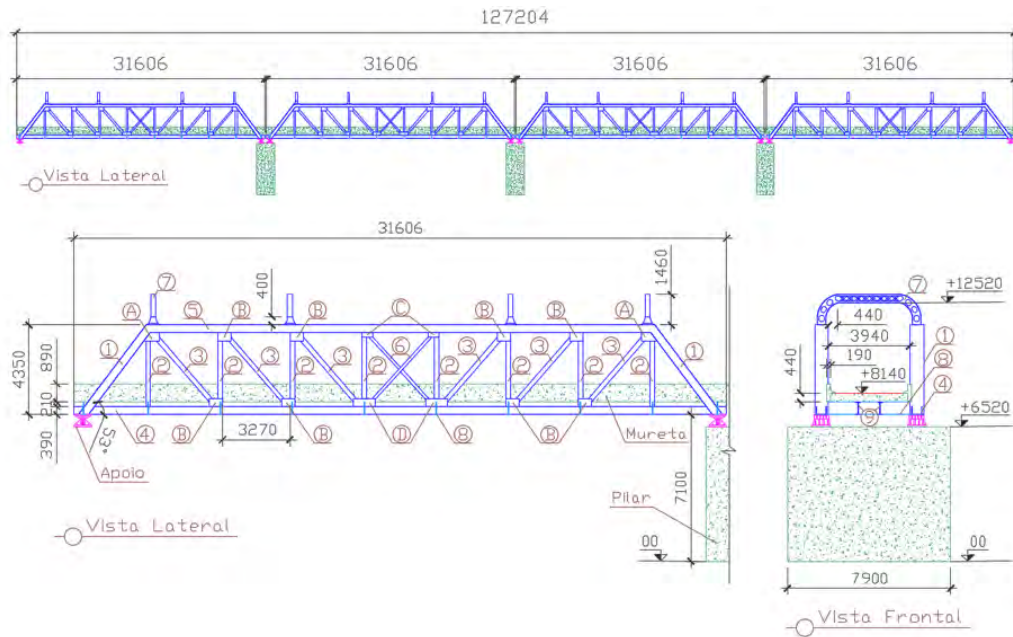 127204
31606 31606 31606 31606
Vista Lateral
31606
⑦ 400 1460
Ⓐ ⑤ Ⓑ Ⓑ Ⓒ Ⓑ Ⓑ Ⓐ
① ③ ③ ③ ⑥ ③ ③ ③ ①
② ② ② ② ② ② ② ②
4350 890 210 390
53°
④ Ⓑ 3270 Ⓑ Ⓓ ⑧ Ⓑ Mureta
Apoio
Pilar
7100
00
Vista Lateral
⑦ +12520
440
3940 ①
190 ⑧
440 +8140 ④
⑨ +6520
00
7900
Vista Frontal